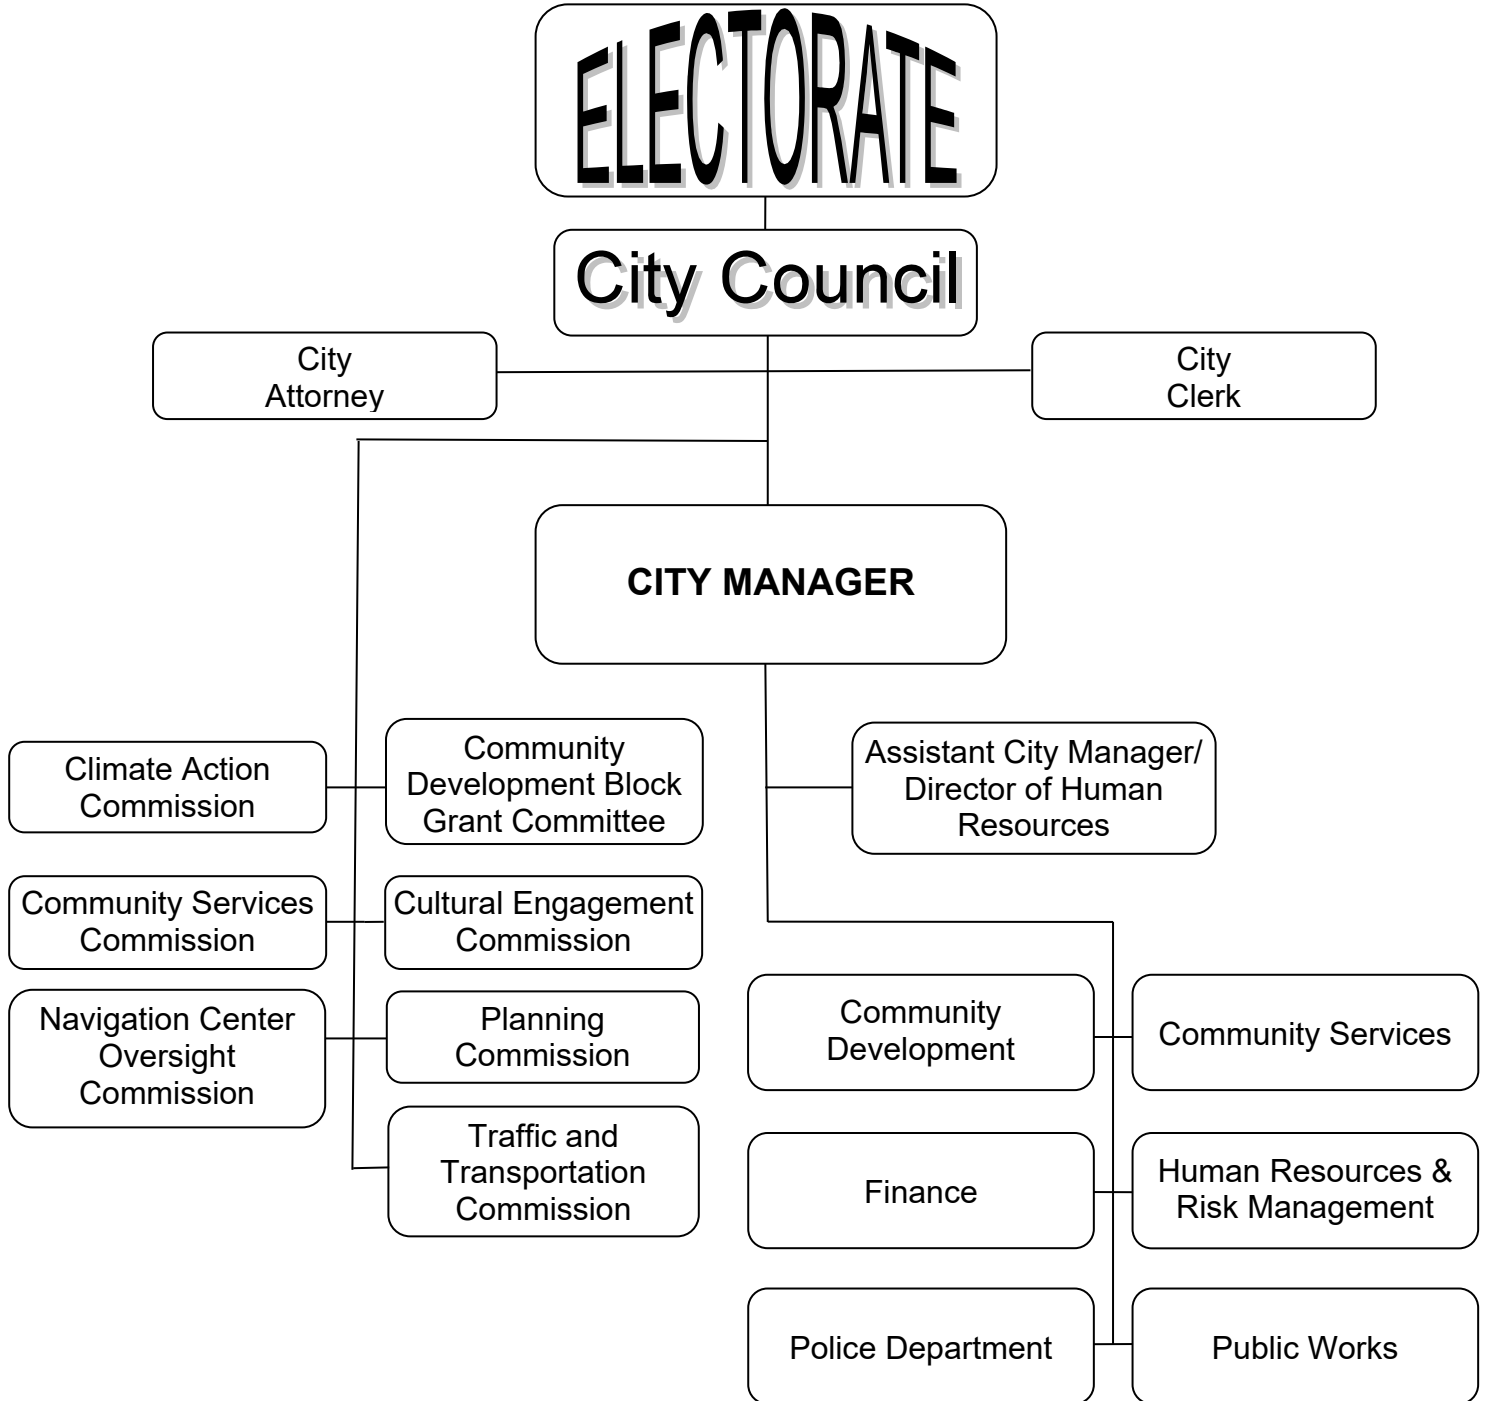 ELECTORATE
City Council
City
Attorney
City
Clerk
CITY MANAGER
Climate Action
Commission
Community
Development Block
Grant Committee
Assistant City Manager/
Director of Human
Resources
Community Services
Commission
Cultural Engagement
Commission
Navigation Center
Oversight
Commission
Planning
Commission
Traffic and
Transportation
Commission
Community
Development
Community Services
Finance
Human Resources &
Risk Management
Police Department
Public Works